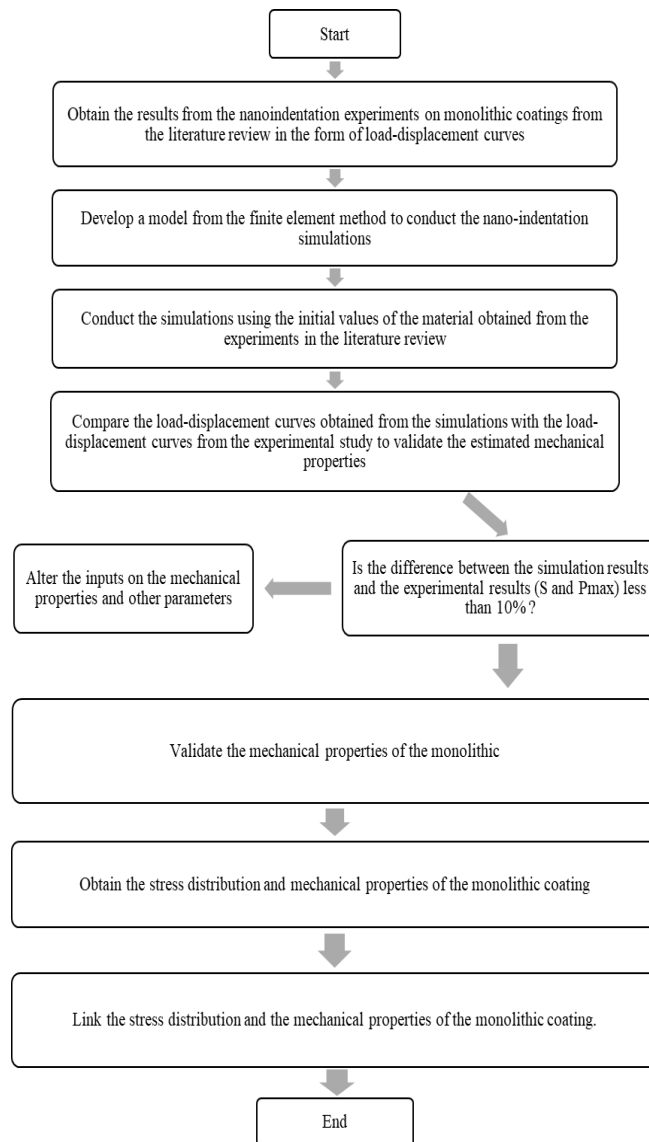 Start
Obtain the results from the nanoindentation experiments on monolithic coatings from
the literature review in the form of load-displacement curves
Develop a model from the finite element method to conduct the nano-indentation
simulations
Conduct the simulations using the initial values of the material obtained from the
experiments in the literature review
Compare the load-displacement curves obtained from the simulations with the load-
displacement curves from the experimental study to validate the estimated mechanical
properties
Alter the inputs on the mechanical
properties and other parameters
Is the difference between the simulation results
and the experimental results (S and Pmax) less
than 10%?
Validate the mechanical properties of the monolithic
Obtain the stress distribution and mechanical properties of the monolithic coating
Link the stress distribution and the mechanical properties of the monolithic coating.
End